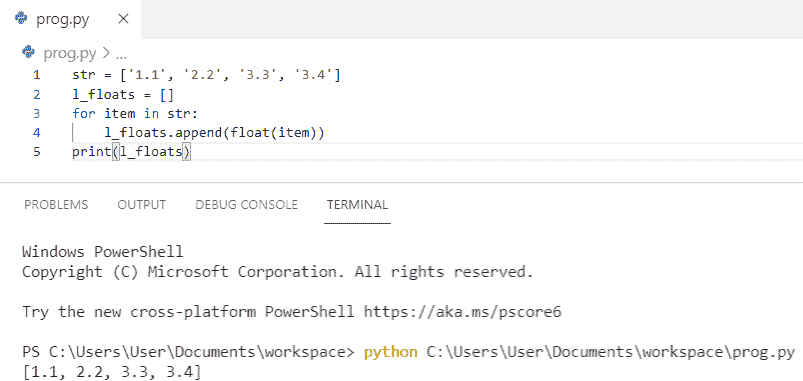 prog.py
prog.py > ...
1 str = ['1.1', '2.2', '3.3', '3.4']
2 l_floats = []
3 for item in str:
4     l_floats.append(float(item))
5 print(l_floats)
PROBLEMS OUTPUT DEBUG CONSOLE TERMINAL
Windows PowerShell
Copyright (C) Microsoft Corporation. All rights reserved.
Try the new cross-platform PowerShell https://aka.ms/pscore6
PS C:\Users\User\Documents\workspace> python C:\Users\User\Documents\workspace\prog.py
[1.1, 2.2, 3.3, 3.4]